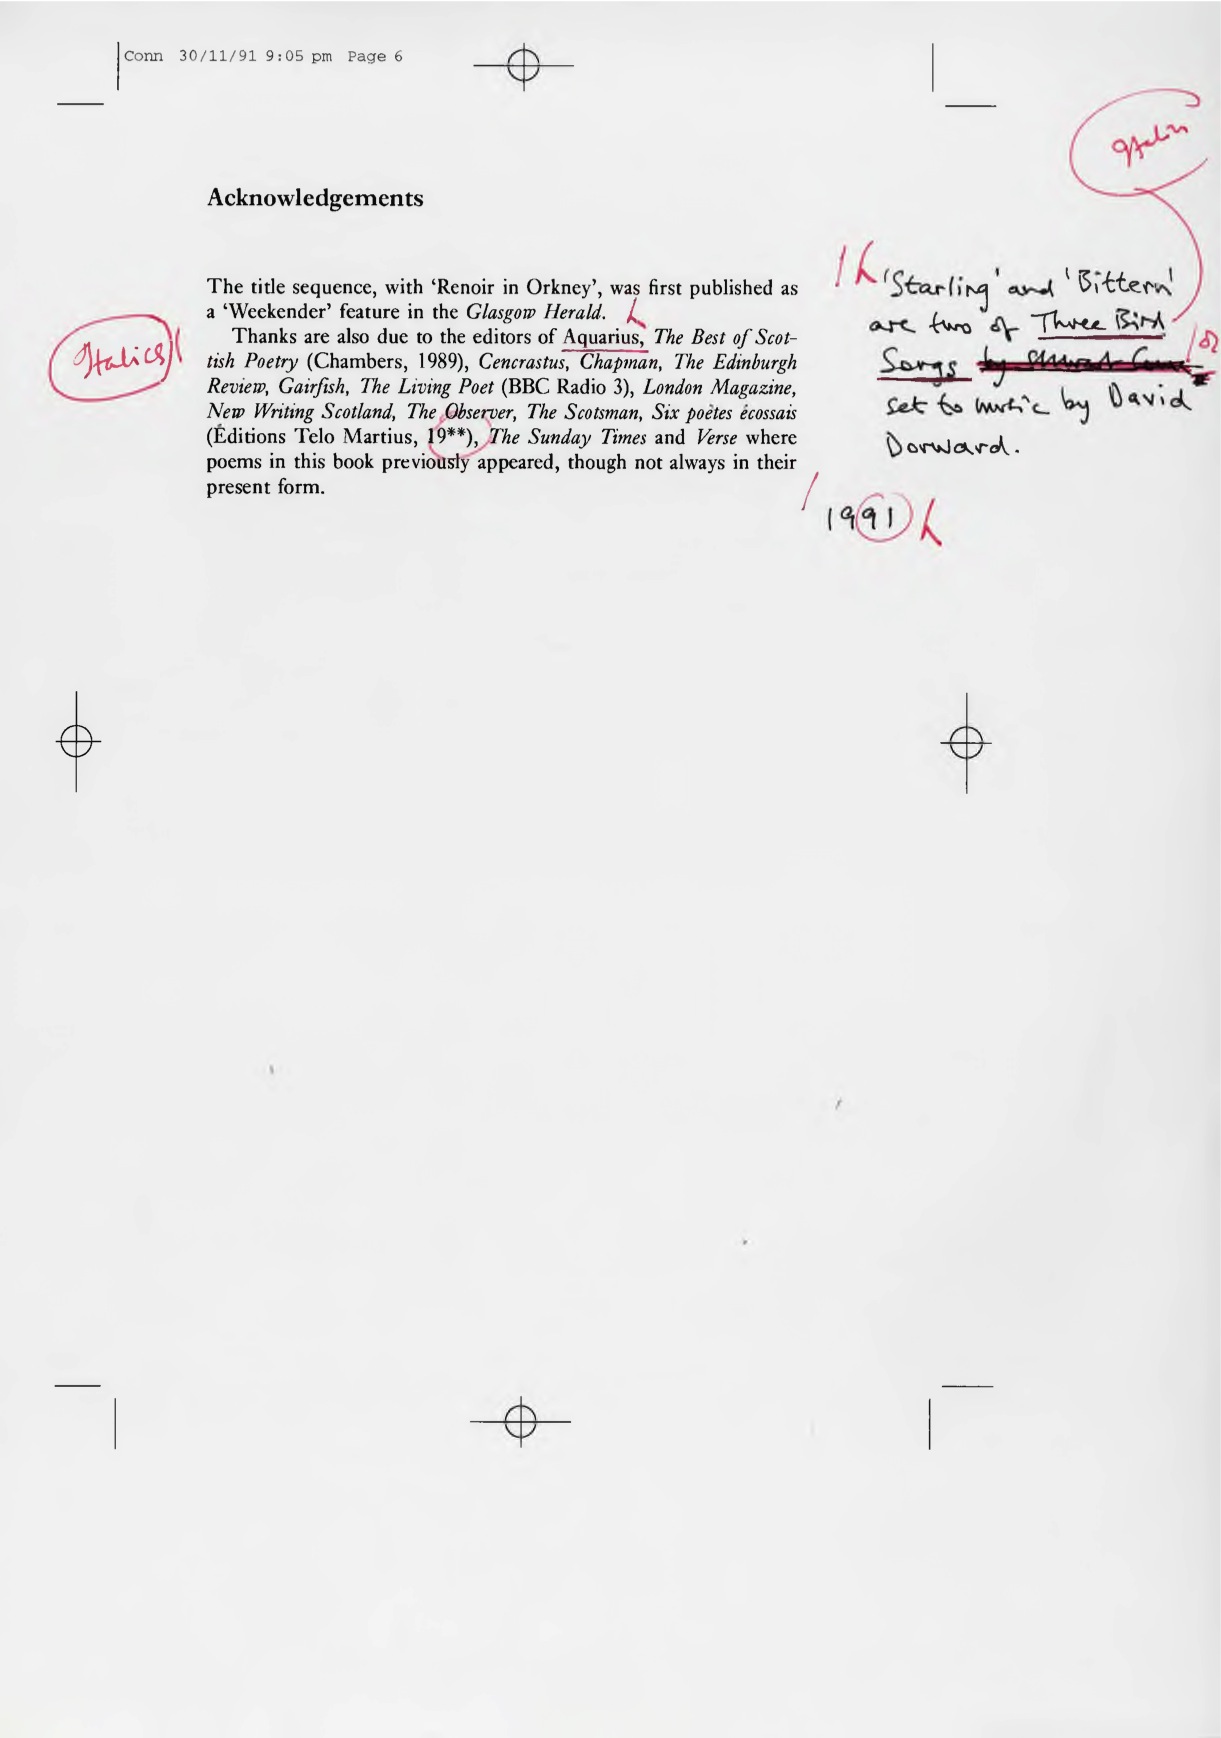 Conn 30/11/91 9:05 pm Page 6
Italics
Acknowledgements
The title sequence, with ‘Renoir in Orkney’, was first published as
a ‘Weekender’ feature in the Glasgow Herald.
Thanks are also due to the editors of Aquarius, The Best of Scot-
tish Poetry (Chambers, 1989), Cencrastus, Chapman, The Edinburgh
Review, Gairfish, The Living Poet (BBC Radio 3), London Magazine,
New Writing Scotland, The Observer, The Scotsman, Six poètes écossais
(Éditions Telo Martius, 19**), The Sunday Times and Verse where
poems in this book previously appeared, though not always in their
present form.
Italics
'Starling' and 'Bittern'
are two of Three Bird
Songs by
set to music by David
Dorward.
1991